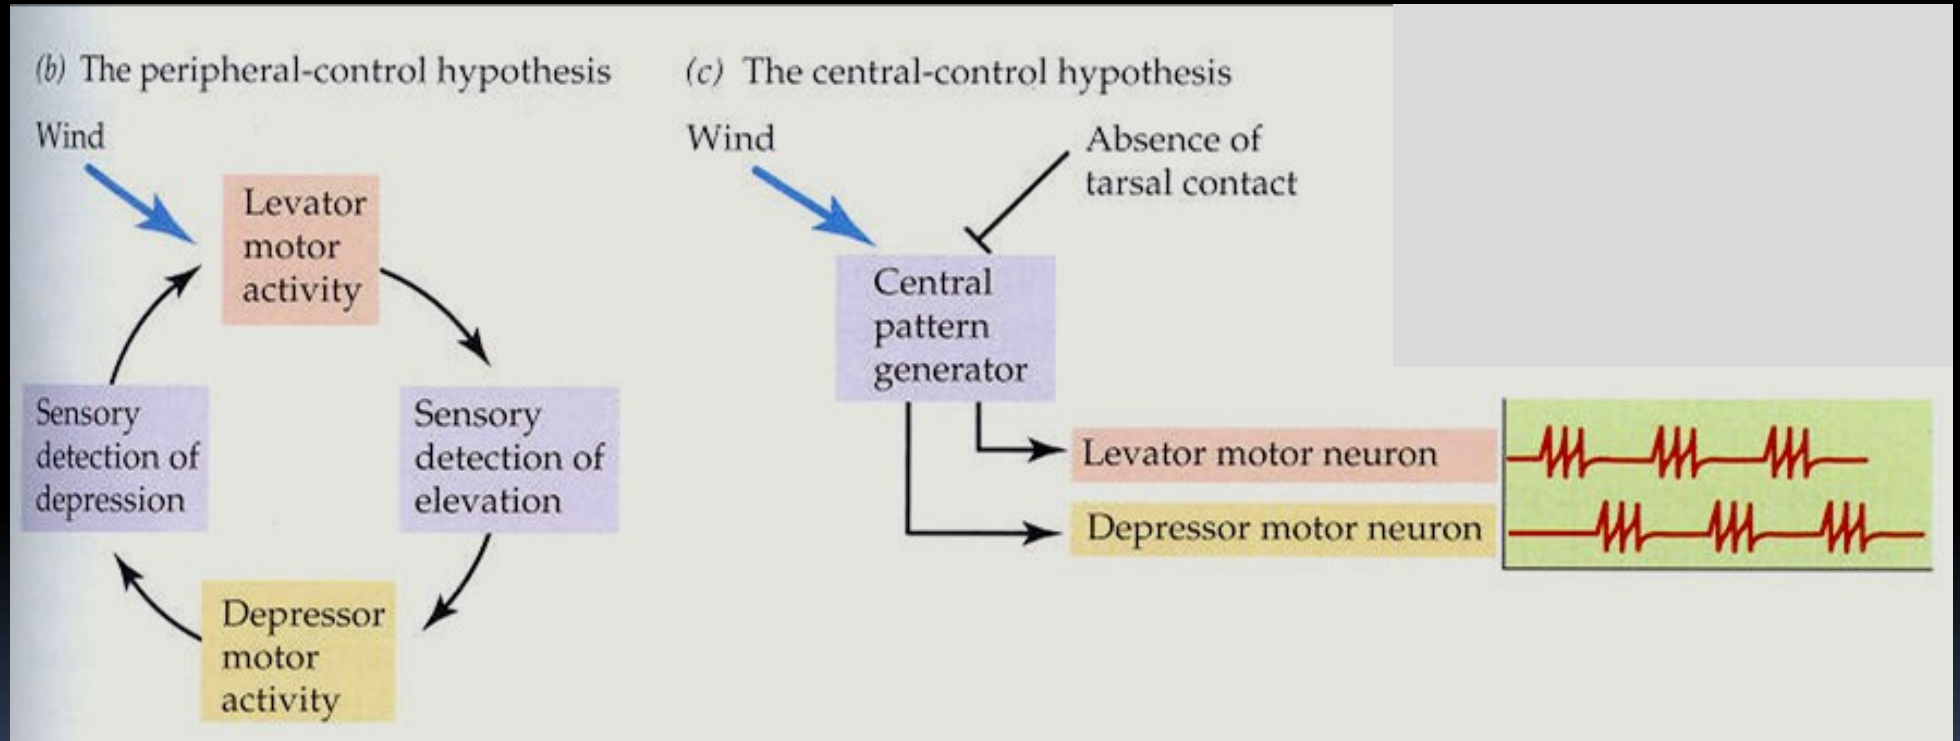 (b) The peripheral-control hypothesis
Wind
Levator
motor
activity
Sensory
detection of
elevation
Depressor
motor
activity
Sensory
detection of
depression
(c) The central-control hypothesis
Wind
Absence of
tarsal contact
Central
pattern
generator
Levator motor neuron
Depressor motor neuron